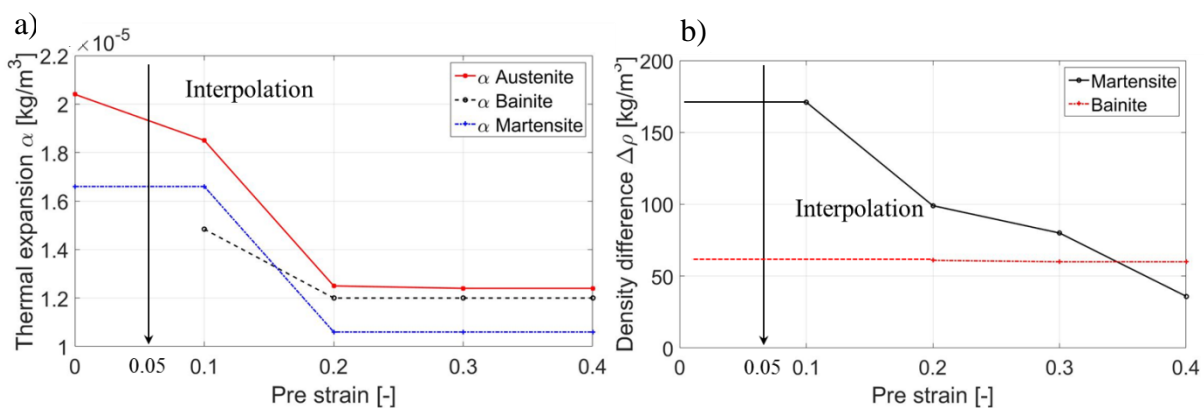 a)
×10⁻⁵
2.2
2
1.8
1.6
1.4
1.2
1
Thermal expansion α [kg/m³]
Interpolation
α Austenite
α Bainite
α Martensite
0 0.05 0.1 0.2 0.3 0.4
Pre strain [-]
b)
200
150
100
50
0
Density difference Δρ [kg/m³]
Martensite
Bainite
Interpolation
0 0.05 0.1 0.2 0.3 0.4
Pre strain [-]